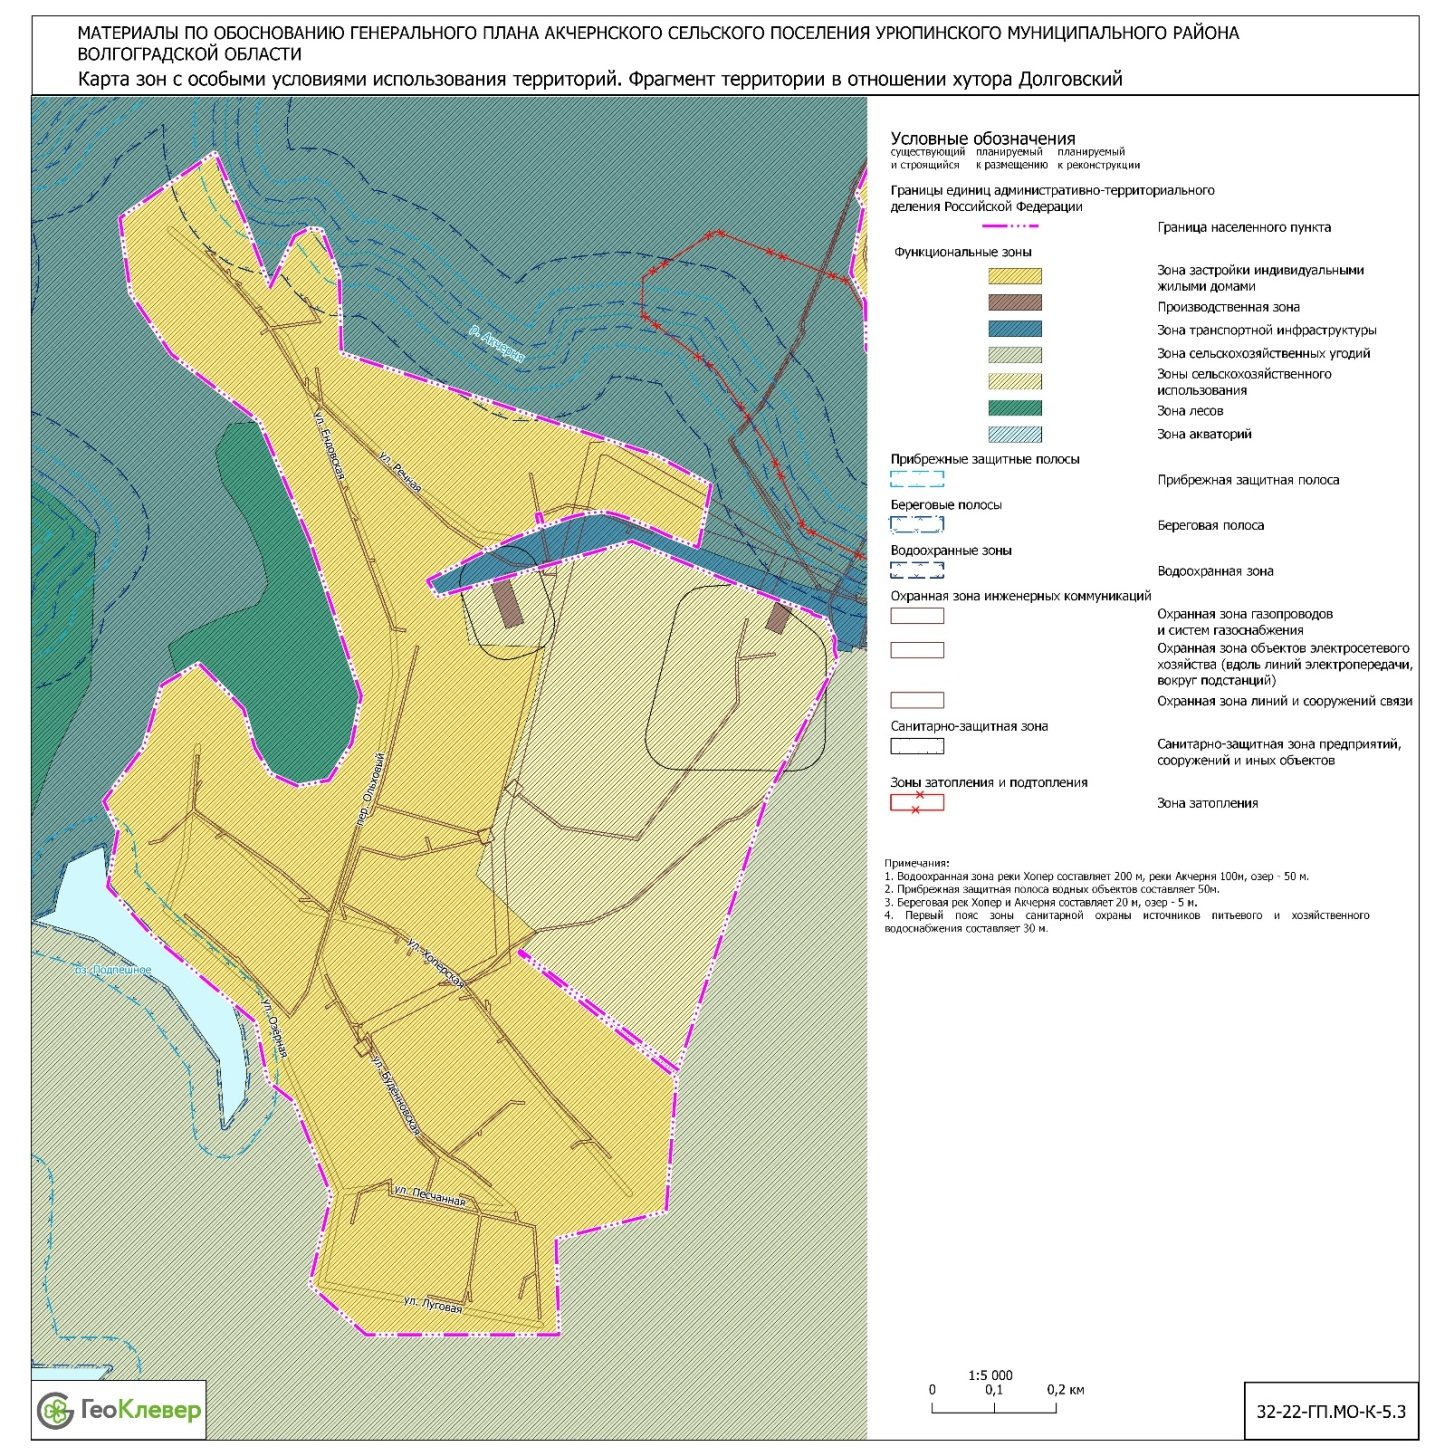 МАТЕРИАЛЫ ПО ОБОСНОВАНИЮ ГЕНЕРАЛЬНОГО ПЛАНА АКЧЕРНСКОГО СЕЛЬСКОГО ПОСЕЛЕНИЯ УРЮПИНСКОГО МУНИЦИПАЛЬНОГО РАЙОНА
ВОЛГОГРАДСКОЙ ОБЛАСТИ
Карта зон с особыми условиями использования территорий. Фрагмент территории в отношении хутора Долговский
р. Акчерня
ул. Ендовская
ул. Речная
пер. Ольховый
ул. Хоперская
оз. Подпешное
ул. Озёрная
ул. Будённовская
ул. Песчанная
ул. Луговая
Условные обозначения
существующий планируемый планируемый
и строящийся к размещению к реконструкции
Границы единиц административно-территориального
деления Российской Федерации
Граница населенного пункта
Функциональные зоны
Зона застройки индивидуальными
жилыми домами
Производственная зона
Зона транспортной инфраструктуры
Зона сельскохозяйственных угодий
Зоны сельскохозяйственного
использования
Зона лесов
Зона акваторий
Прибрежные защитные полосы
Прибрежная защитная полоса
Береговые полосы
Береговая полоса
Водоохранные зоны
Водоохранная зона
Охранная зона инженерных коммуникаций
Охранная зона газопроводов
и систем газоснабжения
Охранная зона объектов электросетевого
хозяйства (вдоль линий электропередачи,
вокруг подстанций)
Охранная зона линий и сооружений связи
Санитарно-защитная зона
Санитарно-защитная зона предприятий,
сооружений и иных объектов
Зоны затопления и подтопления
Зона затопления
Примечания:
1. Водоохранная зона реки Хопер составляет 200 м, реки Акчерня 100м, озер - 50 м.
2. Прибрежная защитная полоса водных объектов составляет 50м.
3. Береговая рек Хопер и Акчерня составляет 20 м, озер - 5 м.
4. Первый пояс зоны санитарной охраны источников питьевого и хозяйственного
водоснабжения составляет 30 м.
1:5 000
0 0,1 0,2 км
ГеоКлевер
32-22-ГП.МО-К-5.3